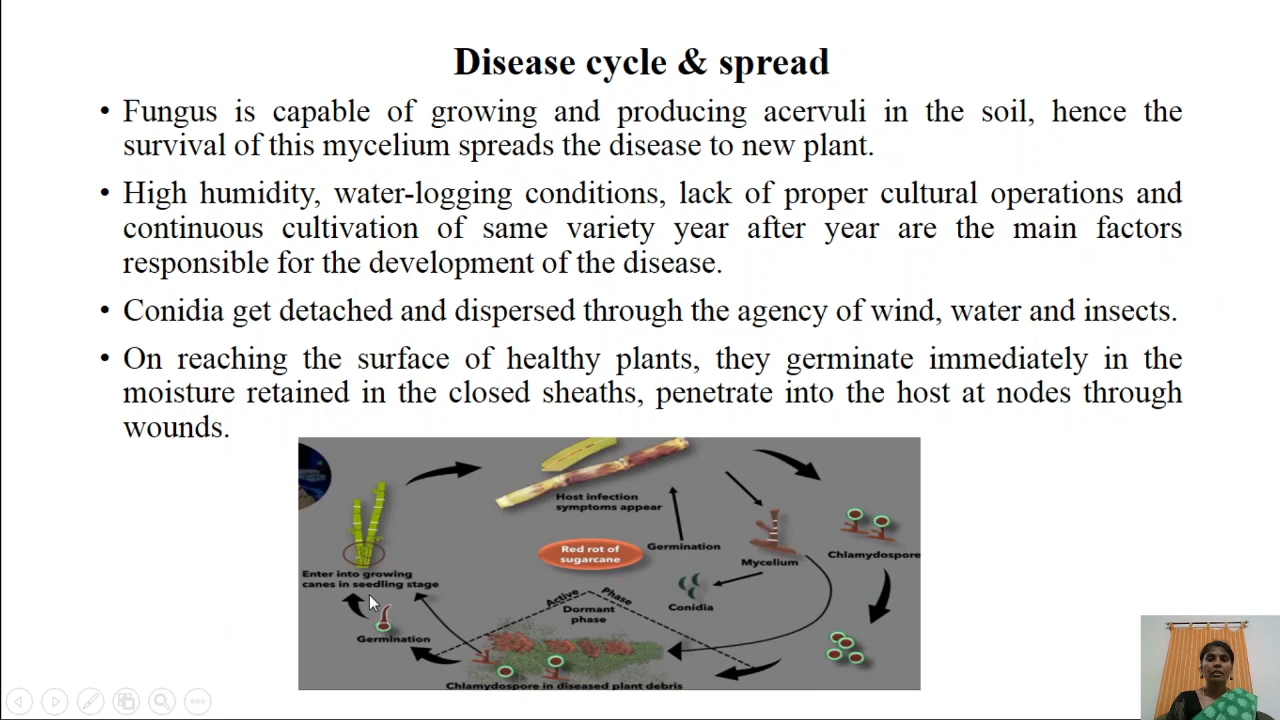 Disease cycle & spread
• Fungus is capable of growing and producing acervuli in the soil, hence the
survival of this mycelium spreads the disease to new plant.
• High humidity, water-logging conditions, lack of proper cultural operations and
continuous cultivation of same variety year after year are the main factors
responsible for the development of the disease.
• Conidia get detached and dispersed through the agency of wind, water and insects.
• On reaching the surface of healthy plants, they germinate immediately in the
moisture retained in the closed sheaths, penetrate into the host at nodes through
wounds.
Host infection
symptoms appear
Red rot of
sugarcane
Germination
Mycelium
Chlamydospore
Enter into growing
canes in seedling stage
Conidia
Active Phase
Dormant
phase
Germination
Chlamydospore in diseased plant debris